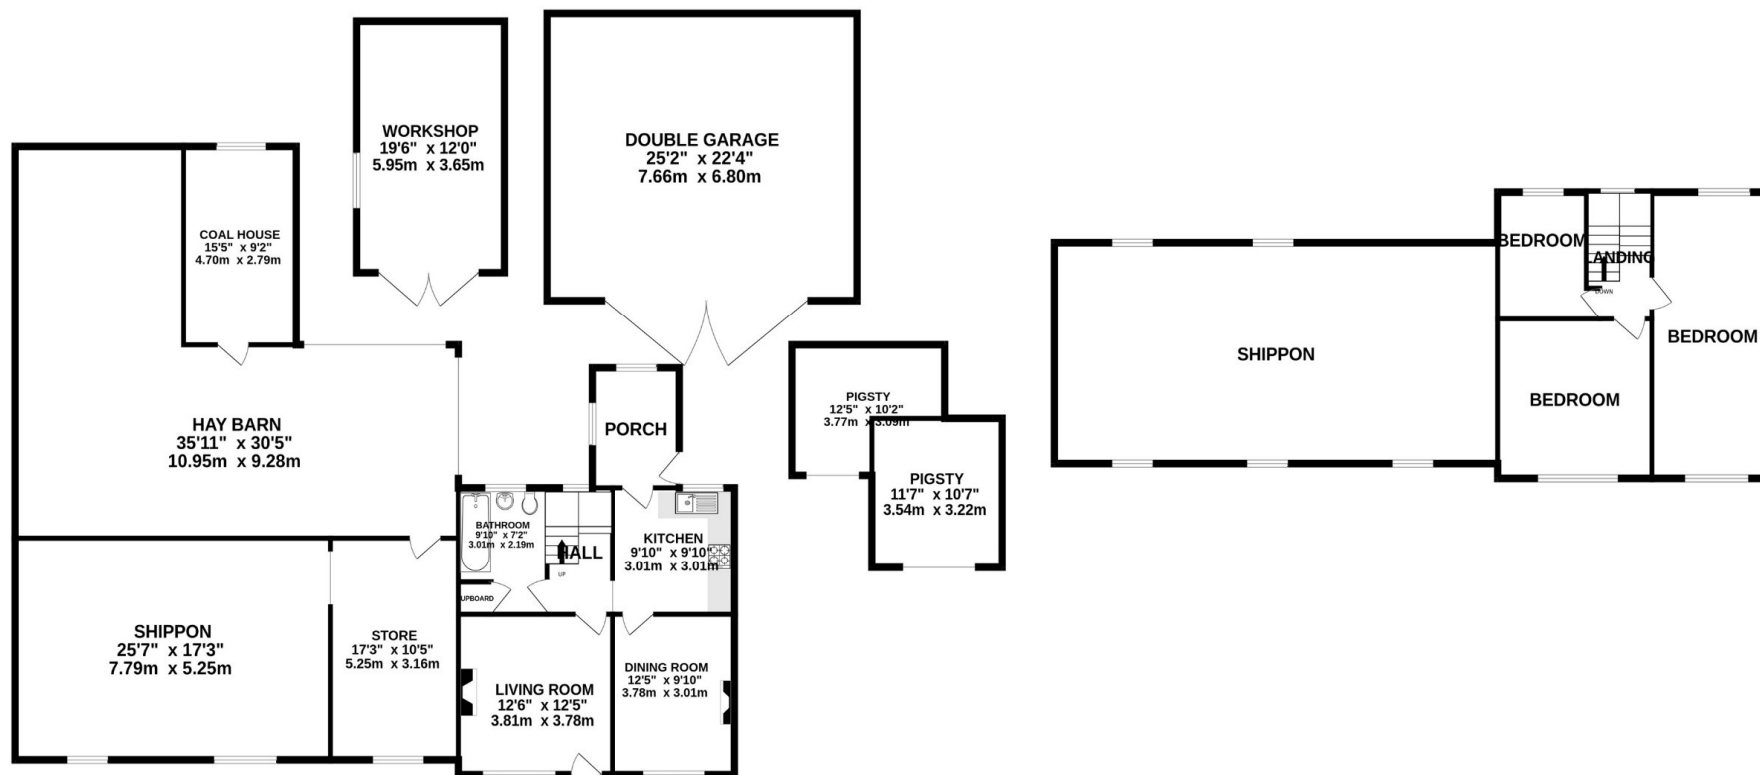 WORKSHOP
19'6" x 12'0"
5.95m x 3.65m
DOUBLE GARAGE
25'2" x 22'4"
7.66m x 6.80m
COAL HOUSE
15'5" x 9'2"
4.70m x 2.79m
HAY BARN
35'11" x 30'5"
10.95m x 9.28m
PORCH
PIGSTY
12'5" x 10'2"
3.77m x 3.09m
PIGSTY
11'7" x 10'7"
3.54m x 3.22m
BATHROOM
9'10" x 7'2"
3.01m x 2.19m
HALL
UP
KITCHEN
9'10" x 9'10"
3.01m x 3.01m
UPBOARD
SHIPPON
25'7" x 17'3"
7.79m x 5.25m
STORE
17'3" x 10'5"
5.25m x 3.16m
LIVING ROOM
12'6" x 12'5"
3.81m x 3.78m
DINING ROOM
12'5" x 9'10"
3.78m x 3.01m
BEDROOM
LANDING
DOWN
SHIPPON
BEDROOM
BEDROOM